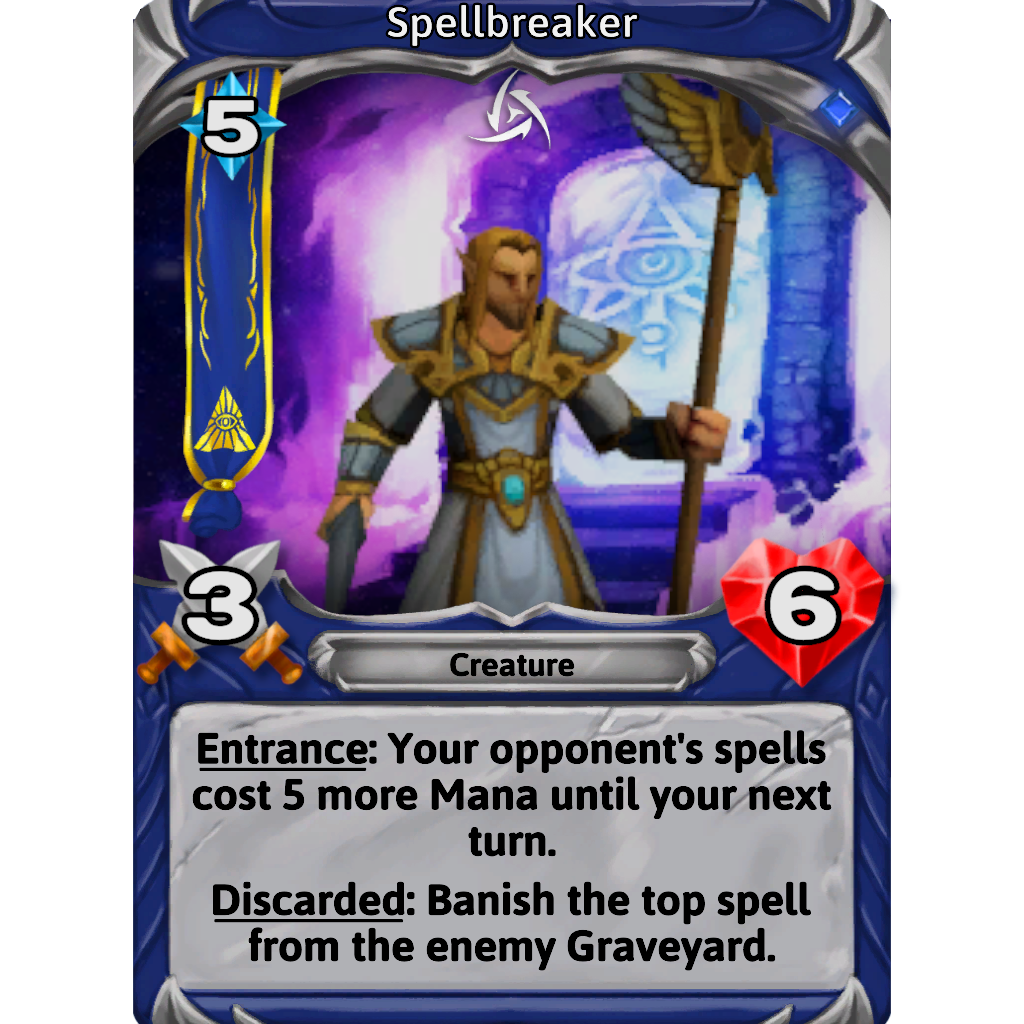 Spellbreaker
5
3
6
Creature
Entrance: Your opponent's spells
cost 5 more Mana until your next
turn.
Discarded: Banish the top spell
from the enemy Graveyard.